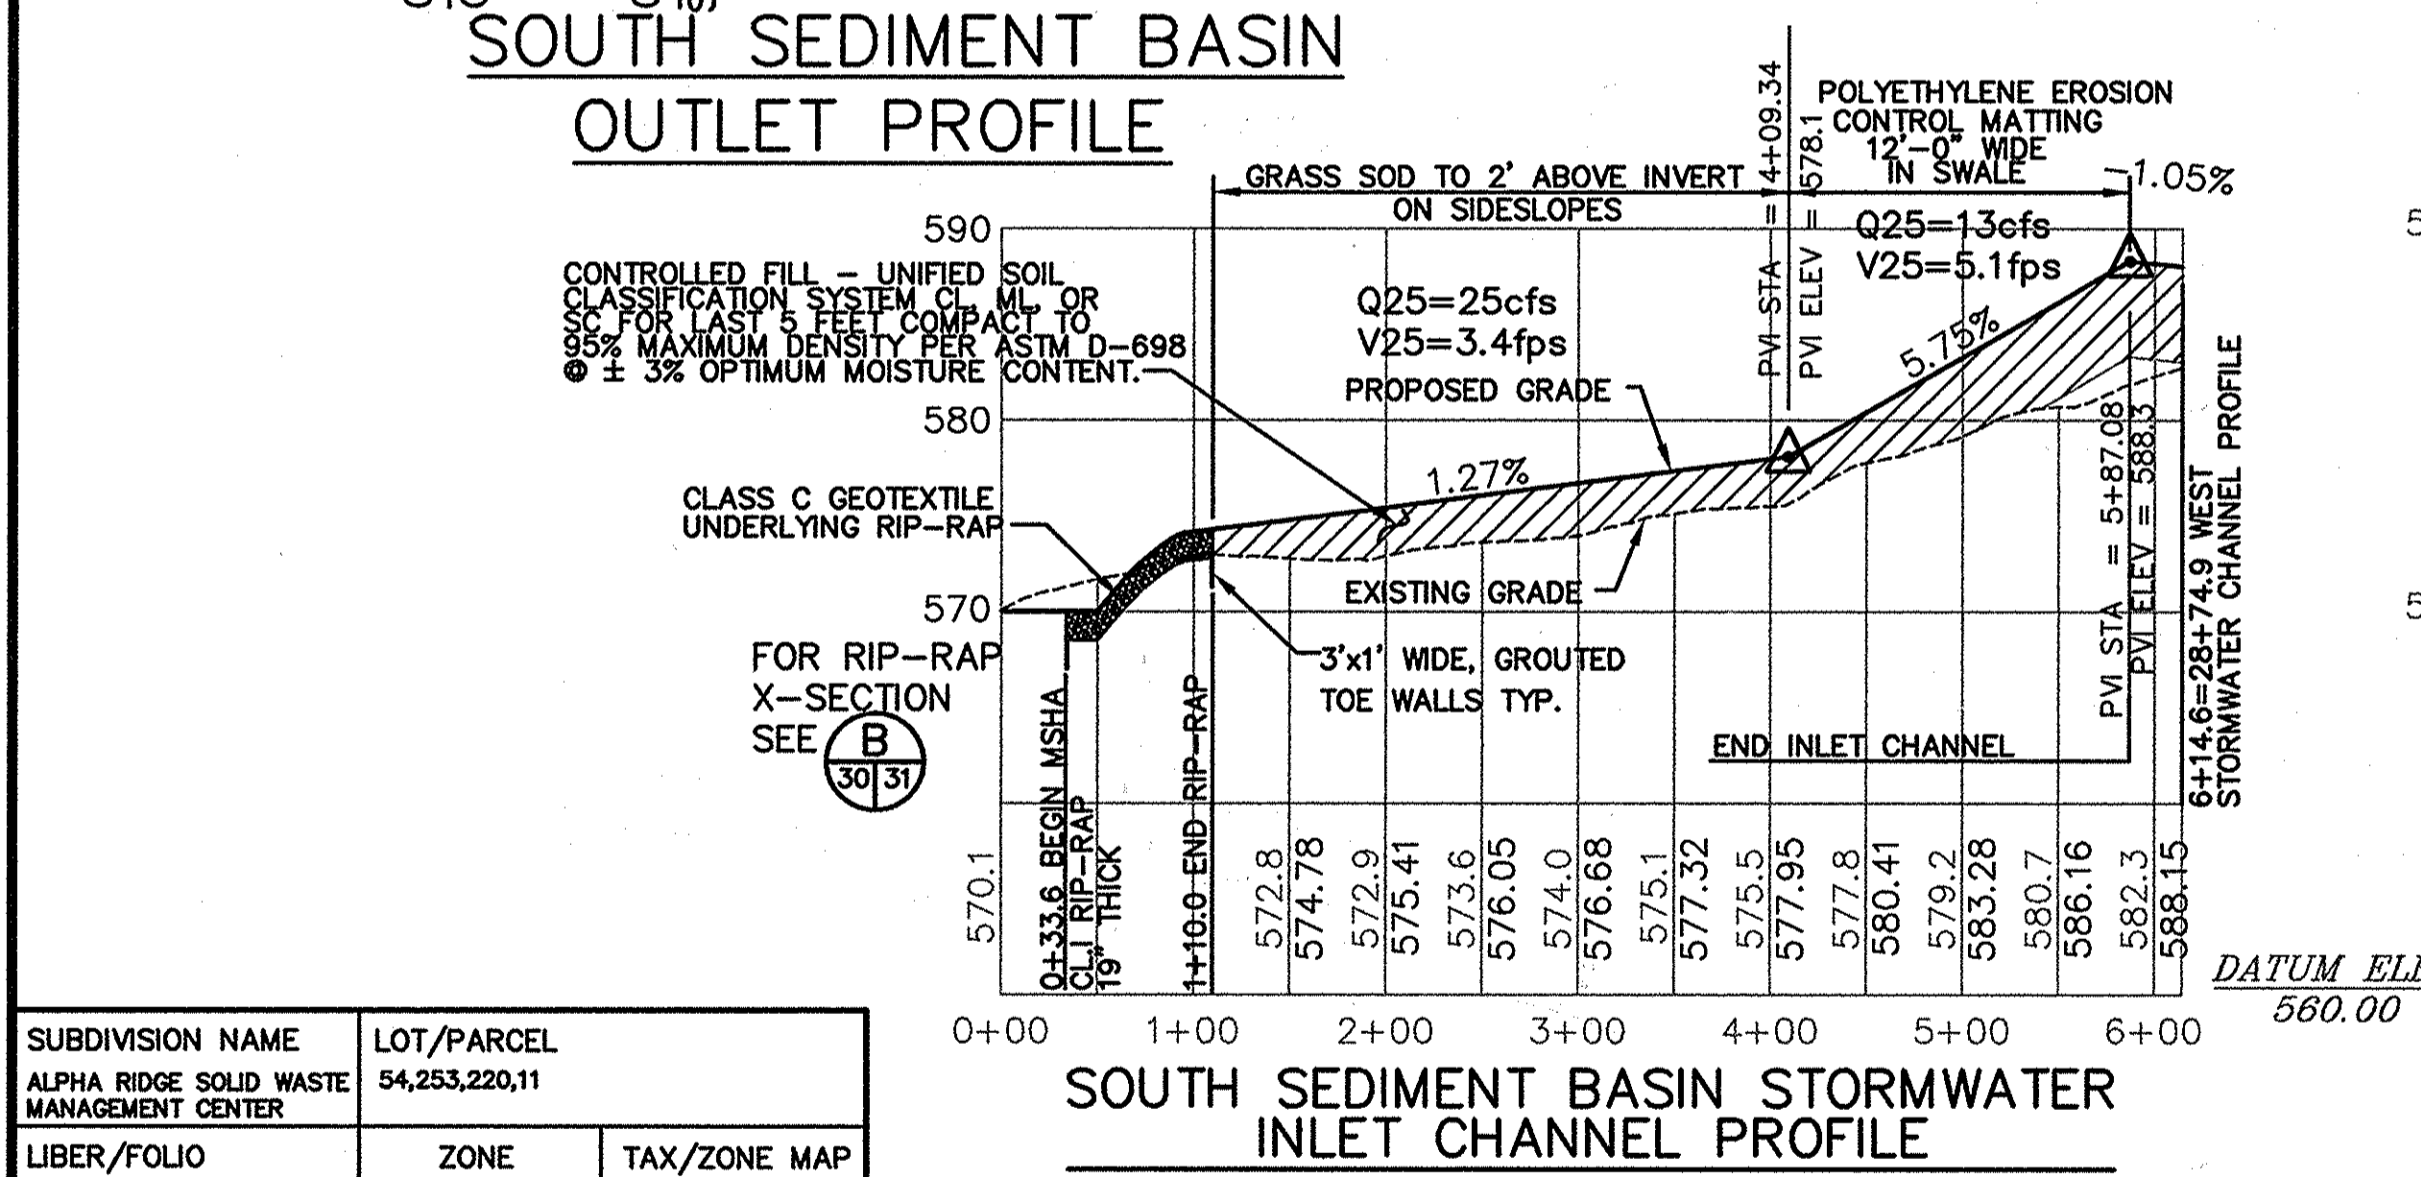 SOUTH SEDIMENT BASIN
OUTLET PROFILE
POLYETHYLENE EROSION
CONTROL MATTING
12'-0" WIDE
IN SWALE
-1.05%
GRASS SOD TO 2' ABOVE INVERT
ON SIDESLOPES
PVI STA = 4+09.34
PVI ELEV = 578.1
Q25=13cfs
V25=5.1fps
590
CONTROLLED FILL - UNIFIED SOIL
CLASSIFICATION SYSTEM CL, ML, OR
SC FOR LAST 5 FEET COMPACT TO
95% MAXIMUM DENSITY PER ASTM D-698
@ ± 3% OPTIMUM MOISTURE CONTENT.
Q25=25cfs
V25=3.4fps
PROPOSED GRADE
5.75%
580
1.27%
CLASS C GEOTEXTILE
UNDERLYING RIP-RAP
EXISTING GRADE
570
FOR RIP-RAP
X-SECTION
SEE
B
30 31
3'x1' WIDE, GROUTED
TOE WALLS TYP.
PVI STA = 5+87.08
PVI ELEV = 588.3
6+14.6=28+74.9 WEST
STORMWATER CHANNEL PROFILE
END INLET CHANNEL
0+33.6 BEGIN MSHA
CL.I RIP-RAP
19" THICK
1+10.0 END RIP-RAP
570.1
572.8
574.78
572.9
575.41
573.6
576.05
574.0
576.68
575.1
577.32
575.5
577.95
577.8
580.41
579.2
583.28
580.7
586.16
582.3
588.15
DATUM
560.00
0+00 1+00 2+00 3+00 4+00 5+00 6+00
SOUTH SEDIMENT BASIN STORMWATER
INLET CHANNEL PROFILE
SUBDIVISION NAME
LOT/PARCEL
ALPHA RIDGE SOLID WASTE
MANAGEMENT CENTER
54,253,220,11
LIBER/FOLIO
ZONE
TAX/ZONE MAP